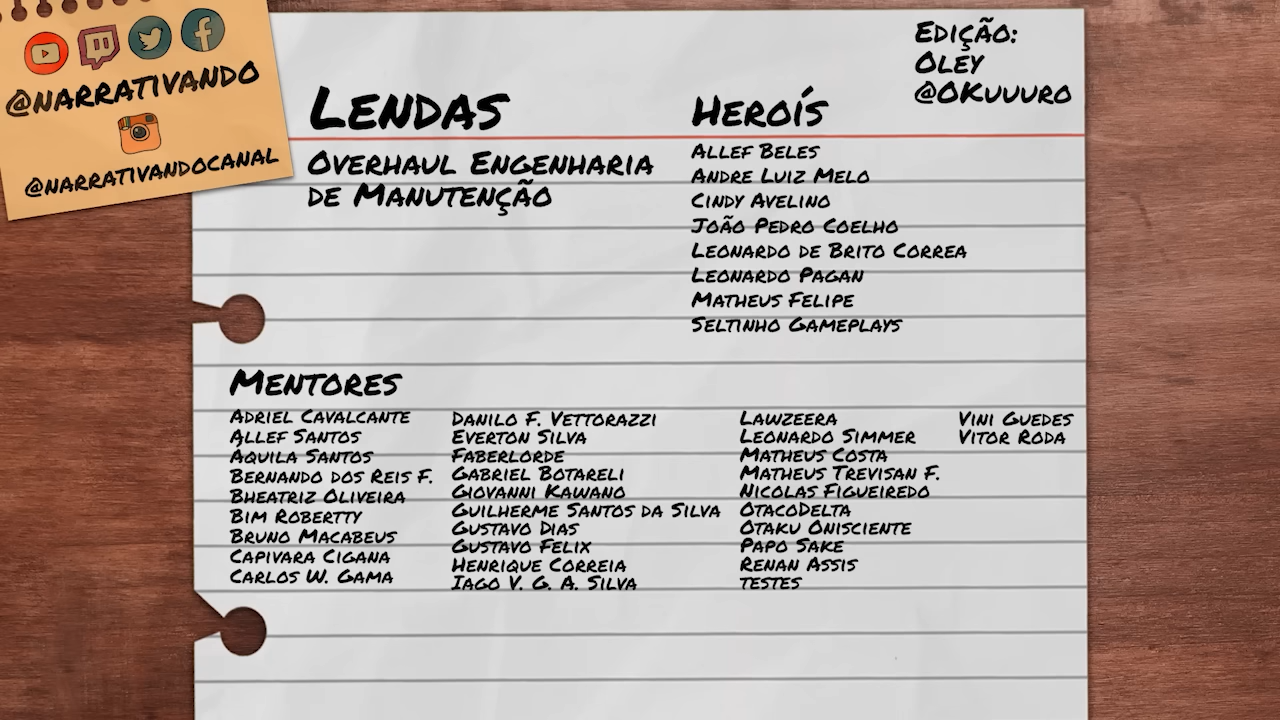 @narrativando
@narrativandocanal
Edição:
Oley
@OKuuuro
Lendas
Overhaul Engenharia
de Manutenção
Heroís
Allef Beles
Andre Luiz Melo
Cindy Avelino
João Pedro Coelho
Leonardo de Brito Correa
Leonardo Pagan
Matheus Felipe
Seltinho Gameplays
Mentores
Adriel Cavalcante
Allef Santos
Áquila Santos
Bernando dos Reis F.
Bheatriz Oliveira
Bim Robertty
Bruno Macabeus
Capivara Cigana
Carlos W. Gama
Danilo F. Vettorazzi
Everton Silva
Faberlorde
Gabriel Botareli
Giovanni Kawano
Guilherme Santos da Silva
Gustavo Dias
Gustavo Felix
Henrique Correia
Iago V. G. A. Silva
Lawzeera
Leonardo Simmer
Matheus Costa
Matheus Trevisan F.
Nicolas Figueiredo
OtacoDelta
Otaku Onisciente
Papo Sake
Renan Assis
testes
Vini Guedes
Vitor Roda